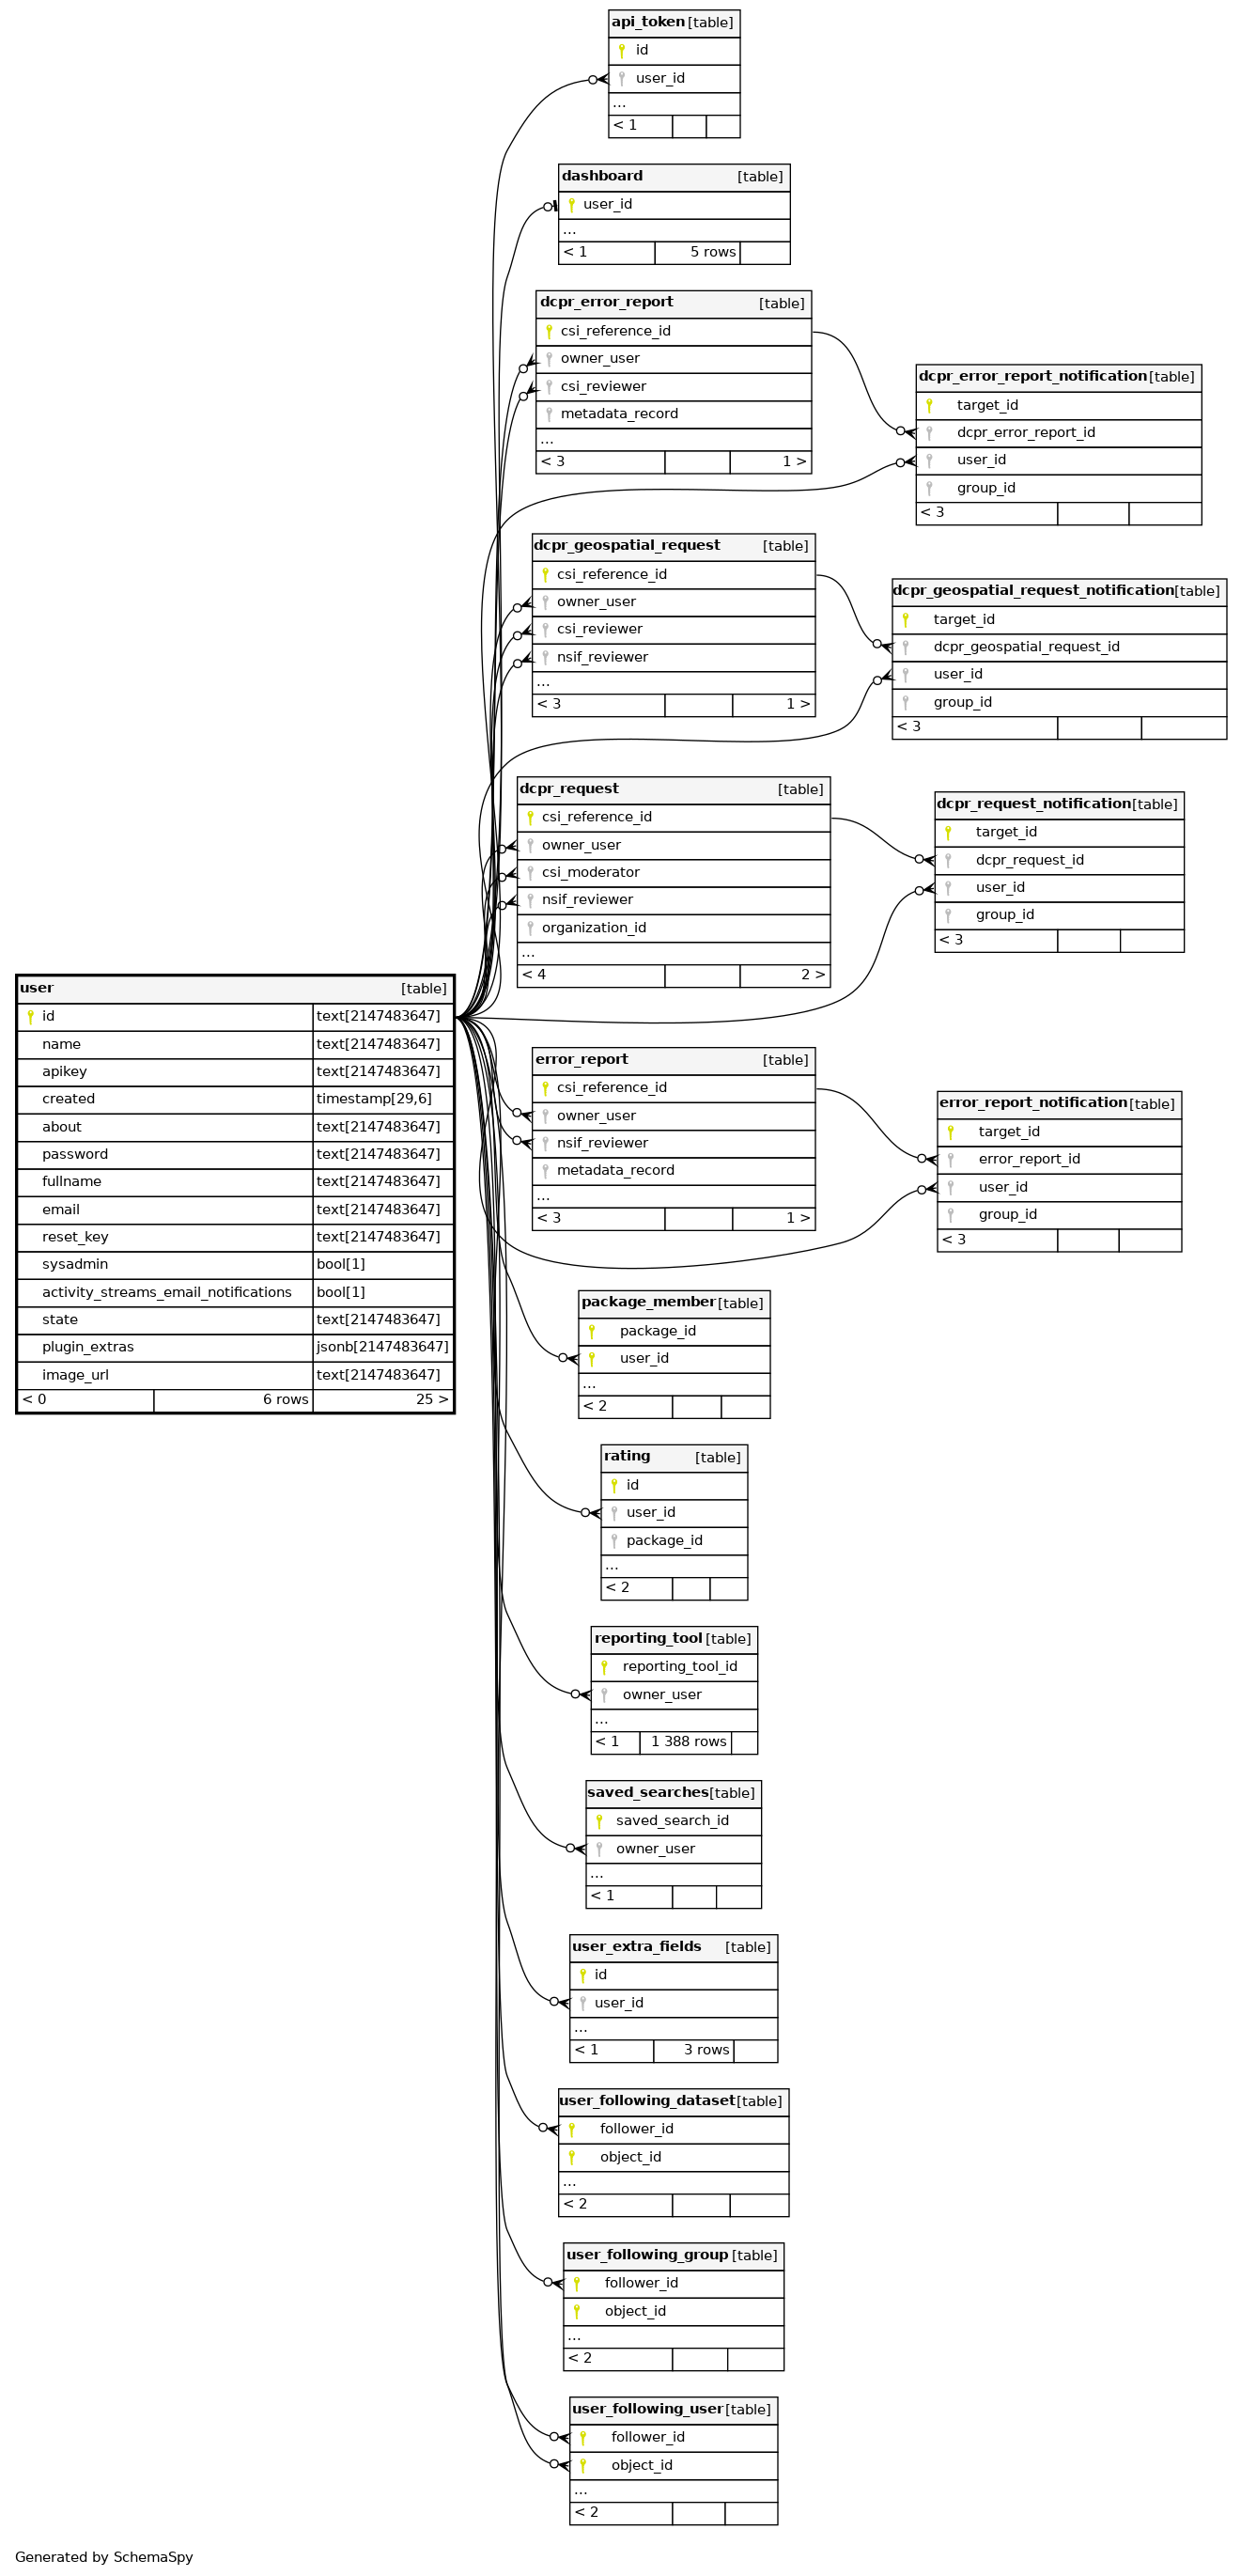 api_token [table]
id
user_id
...
< 1
dashboard [table]
user_id
...
< 1 5 rows
dcpr_error_report [table]
csi_reference_id
owner_user
csi_reviewer
metadata_record
...
< 3 1 >
dcpr_error_report_notification [table]
target_id
dcpr_error_report_id
user_id
group_id
< 3
dcpr_geospatial_request [table]
csi_reference_id
owner_user
csi_reviewer
nsif_reviewer
...
< 3 1 >
dcpr_geospatial_request_notification [table]
target_id
dcpr_geospatial_request_id
user_id
group_id
< 3
dcpr_request [table]
csi_reference_id
owner_user
csi_moderator
nsif_reviewer
organization_id
...
< 4 2 >
dcpr_request_notification [table]
target_id
dcpr_request_id
user_id
group_id
< 3
user [table]
id text[2147483647]
name text[2147483647]
apikey text[2147483647]
created timestamp[29,6]
about text[2147483647]
password text[2147483647]
fullname text[2147483647]
email text[2147483647]
reset_key text[2147483647]
sysadmin bool[1]
activity_streams_email_notifications bool[1]
state text[2147483647]
plugin_extras jsonb[2147483647]
image_url text[2147483647]
< 0 6 rows 25 >
error_report [table]
csi_reference_id
owner_user
nsif_reviewer
metadata_record
...
< 3 1 >
error_report_notification [table]
target_id
error_report_id
user_id
group_id
< 3
package_member [table]
package_id
user_id
...
< 2
rating [table]
id
user_id
package_id
...
< 2
reporting_tool [table]
reporting_tool_id
owner_user
...
< 1 1 388 rows
saved_searches [table]
saved_search_id
owner_user
...
< 1
user_extra_fields [table]
id
user_id
...
< 1 3 rows
user_following_dataset [table]
follower_id
object_id
...
< 2
user_following_group [table]
follower_id
object_id
...
< 2
user_following_user [table]
follower_id
object_id
...
< 2
Generated by SchemaSpy